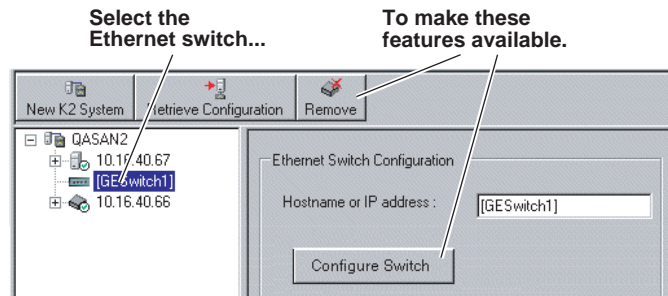 Select the
Ethernet switch...
To make these
features available.
New K2 System
Retrieve Configuration
Remove
QASAN2
10.16.40.67
[GESwitch1]
10.16.40.66
Ethernet Switch Configuration
Hostname or IP address :
[GESwitch1]
Configure Switch